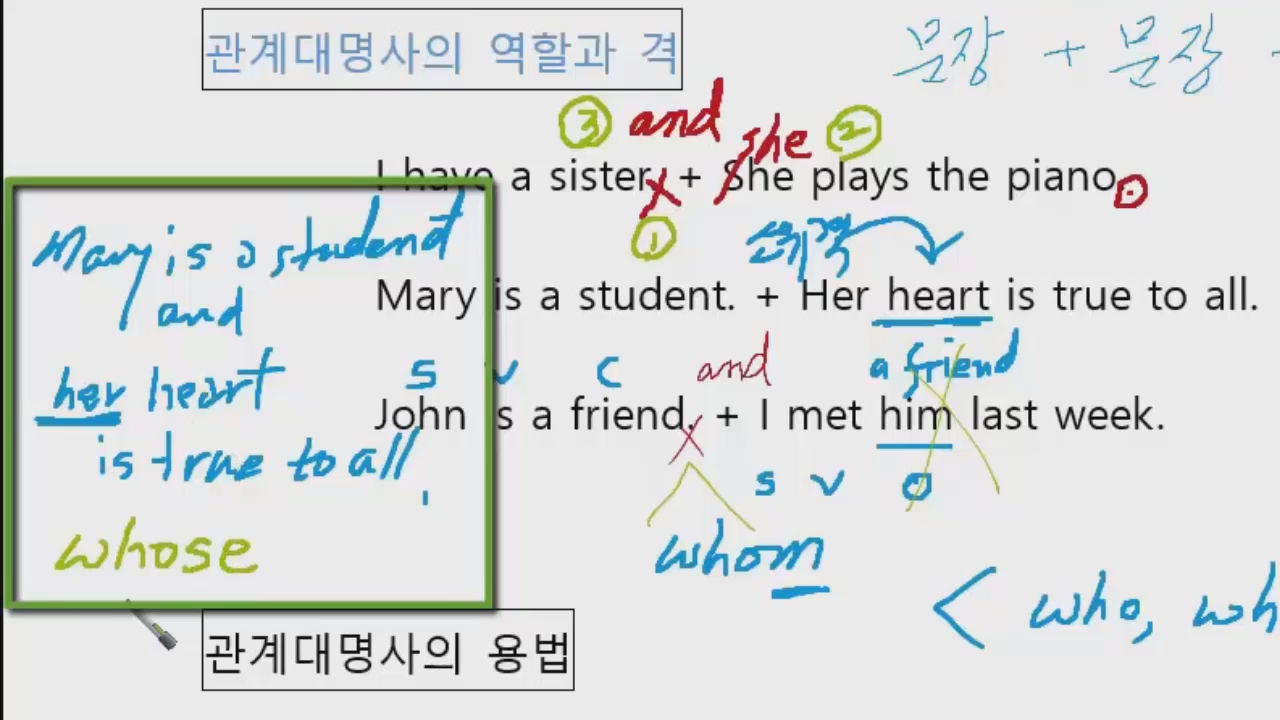 관계대명사의 역할과 격
문장 + 문장 +
③ and she ②
I have a sister. + She plays the piano.
①
소유격
Mary is a student. + Her heart is true to all.
s v c and a friend
John is a friend. + I met him last week.
s v o
whom
< who, wh
Mary is a student
and
her heart
is true to all,
whose
관계대명사의 용법